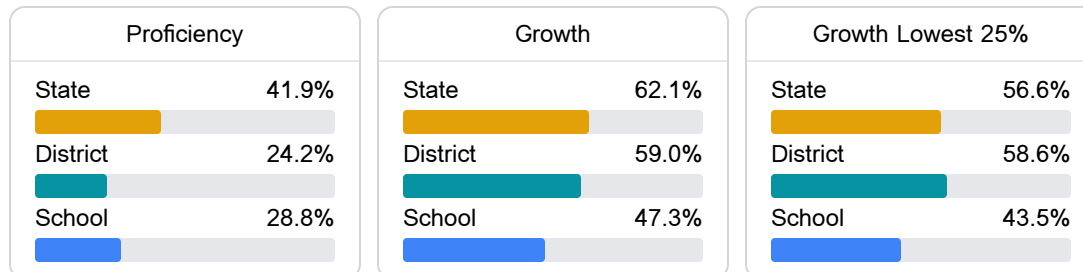 Proficiency
State 41.9%
District 24.2%
School 28.8%
Growth
State 62.1%
District 59.0%
School 47.3%
Growth Lowest 25%
State 56.6%
District 58.6%
School 43.5%